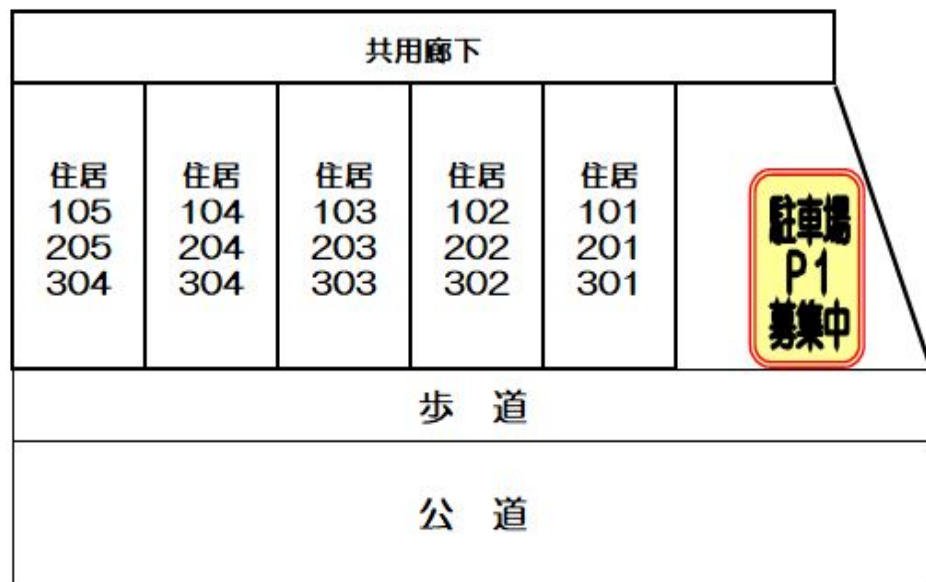 共用廊下
住居
105
205
304
住居
104
204
304
住居
103
203
303
住居
102
202
302
住居
101
201
301
駐車場
P1
募集中
歩 道
公 道